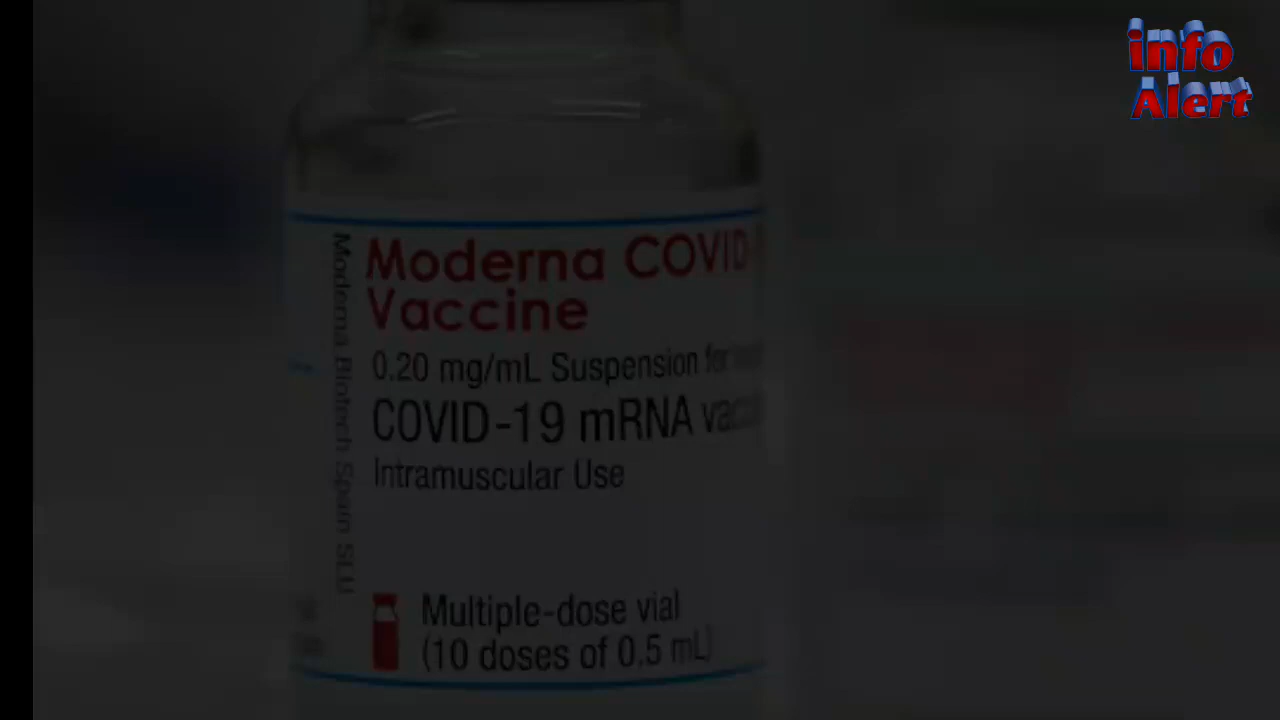 info
Alert
Moderna COVID-
Vaccine
0.20 mg/mL Suspension for
COVID-19 mRNA
Intramuscular Use
Multiple-dose vial
(10 doses of 0.5 mL)
Moderna Biotech Spain SLU